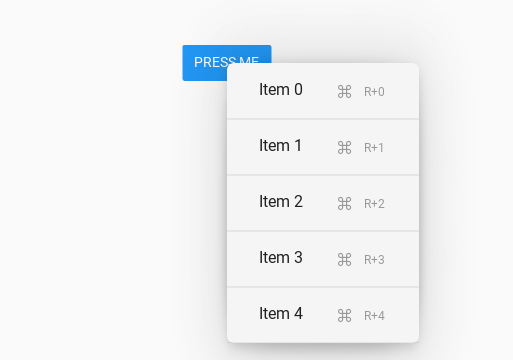 PRESS ME
Item 0 ⌘ R+0
Item 1 ⌘ R+1
Item 2 ⌘ R+2
Item 3 ⌘ R+3
Item 4 ⌘ R+4